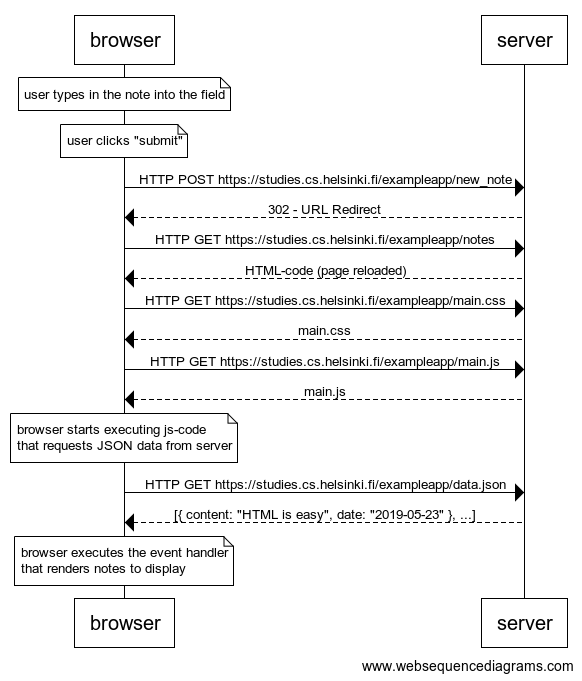 browser
server
user types in the note into the field
user clicks "submit"
HTTP POST https://studies.cs.helsinki.fi/exampleapp/new_note
302 - URL Redirect
HTTP GET https://studies.cs.helsinki.fi/exampleapp/notes
HTML-code (page reloaded)
HTTP GET https://studies.cs.helsinki.fi/exampleapp/main.css
main.css
HTTP GET https://studies.cs.helsinki.fi/exampleapp/main.js
main.js
browser starts executing js-code
that requests JSON data from server
HTTP GET https://studies.cs.helsinki.fi/exampleapp/data.json
[{ content: "HTML is easy", date: "2019-05-23" }, ...]
browser executes the event handler
that renders notes to display
browser
server
www.websequencediagrams.com